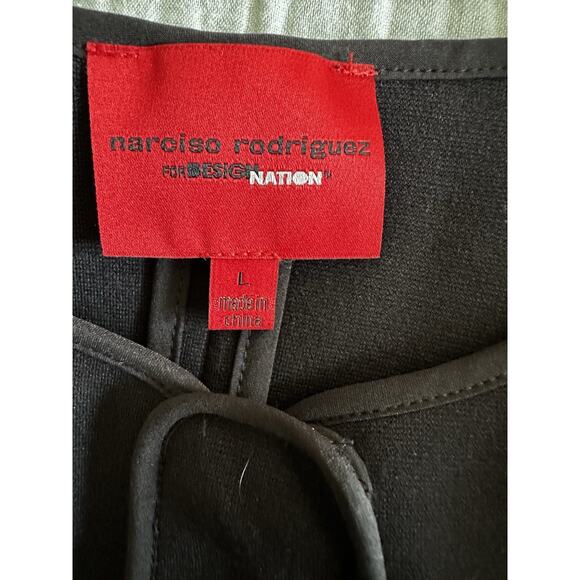 narciso rodriguez
FOR DESIGN NATION
L
made in
china